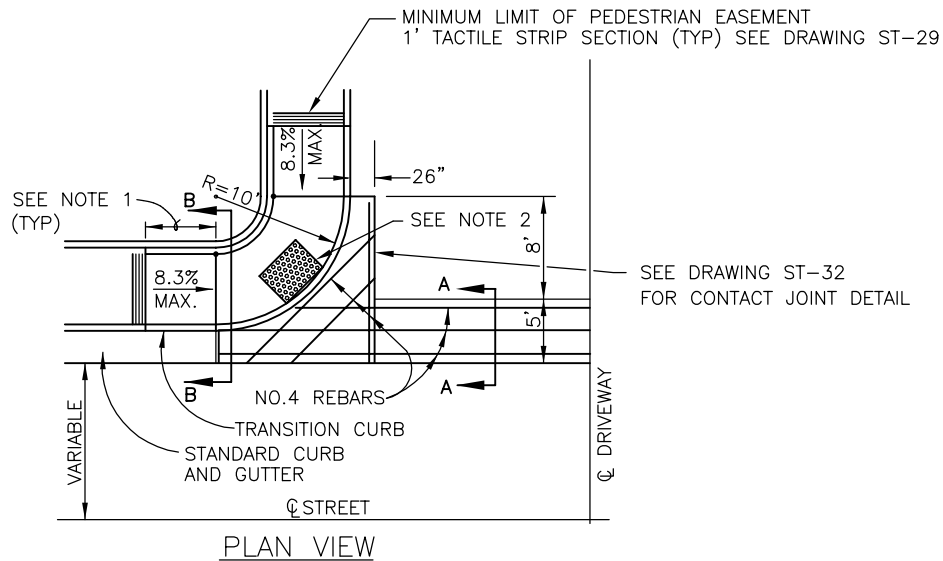 MINIMUM LIMIT OF PEDESTRIAN EASEMENT
1' TACTILE STRIP SECTION (TYP) SEE DRAWING ST-29
8.3%
MAX.
26"
R=10'
SEE NOTE 1
(TYP)
B
SEE NOTE 2
8'
SEE DRAWING ST-32
FOR CONTACT JOINT DETAIL
8.3%
MAX.
A
5'
A
B
NO.4 REBARS
TRANSITION CURB
STANDARD CURB
AND GUTTER
VARIABLE
℄ DRIVEWAY
℄ STREET
PLAN VIEW